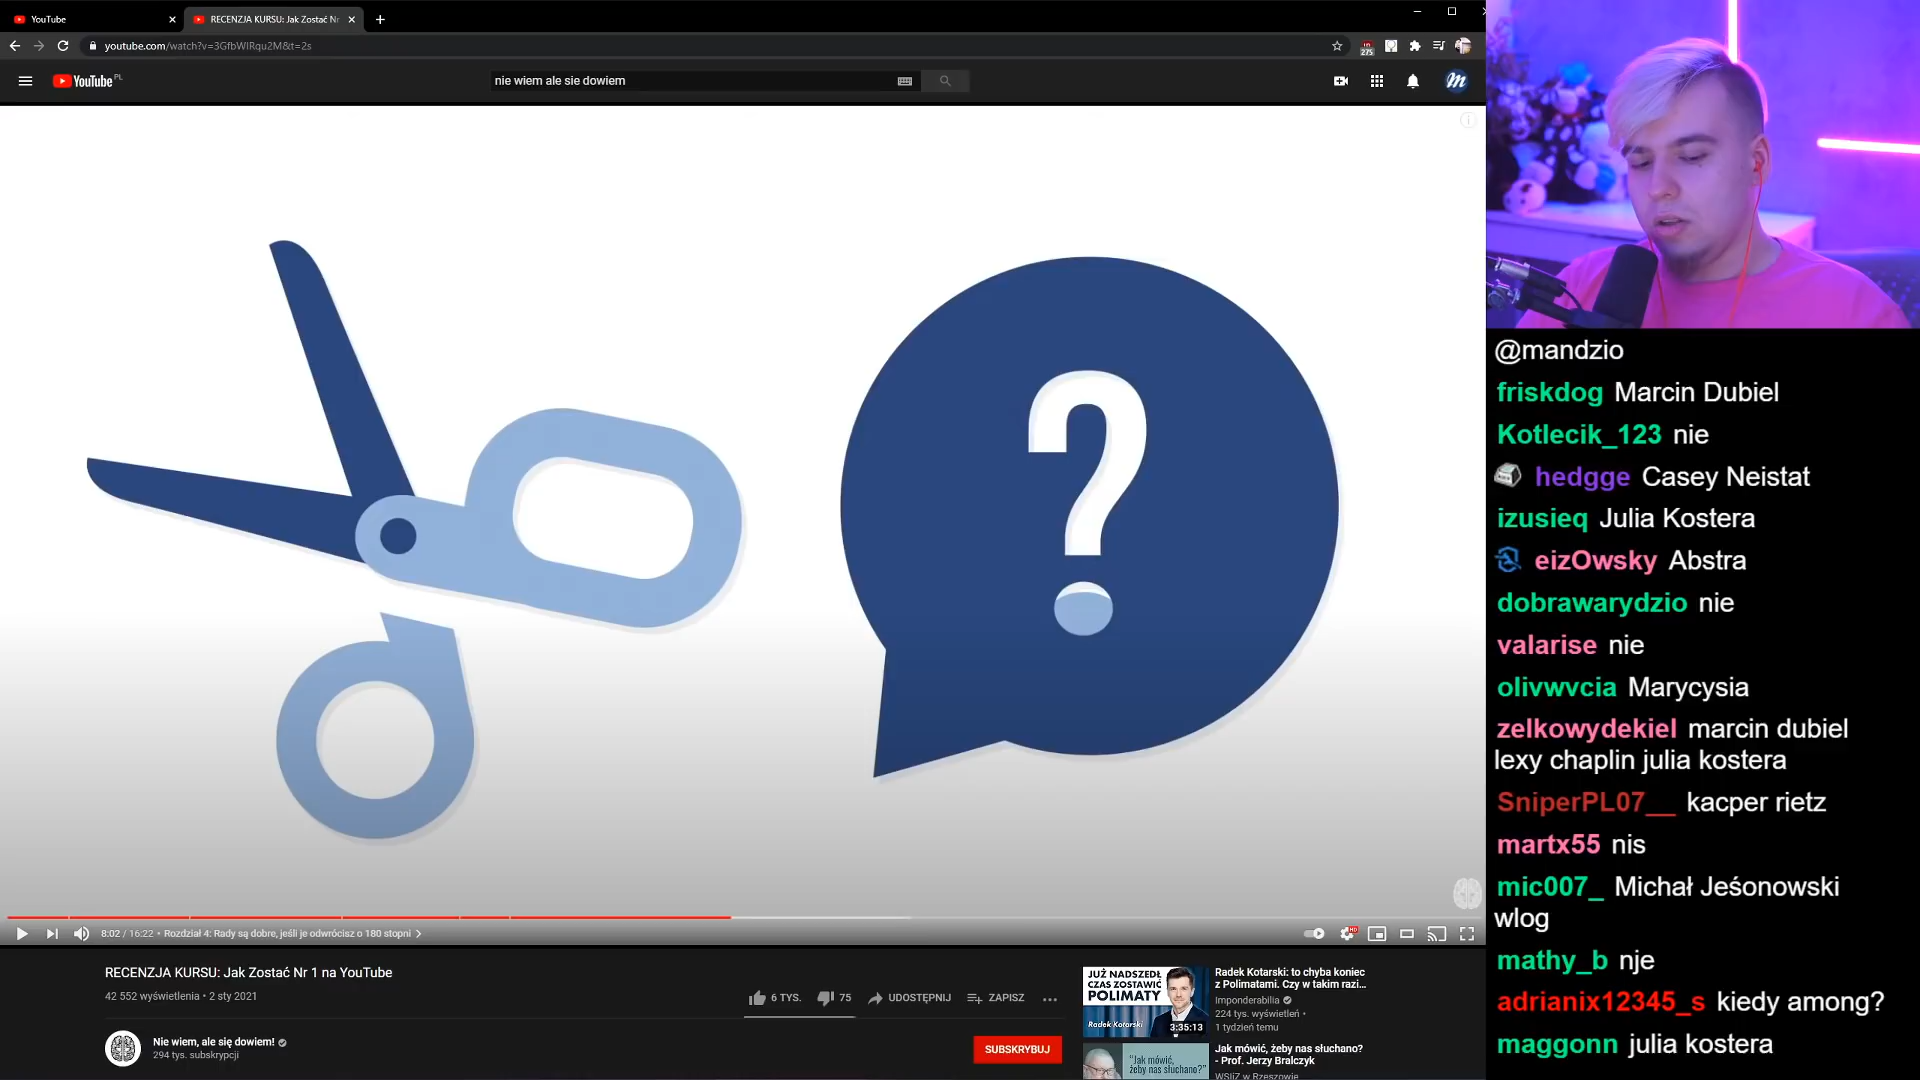 YouTube
RECENZJA KURSU: Jak Zostać Nr
youtube.com/watch?v=3GfbWlRqu2M&t=2s
275
YouTube PL
nie wiem ale sie dowiem
?
8:02 / 16:22 • Rozdział 4: Rady są dobre, jeśli je odwrócisz o 180 stopni
HD
RECENZJA KURSU: Jak Zostać Nr 1 na YouTube
42 552 wyświetlenia • 2 sty 2021
6 TYS.
75
UDOSTĘPNIJ
ZAPISZ
Nie wiem, ale się dowiem!
294 tys. subskrypcji
SUBSKRYBUJ
JUŻ NADSZEDŁ
CZAS ZOSTAWIĆ
POLIMATY
Radek Kotarski
3:35:13
Radek Kotarski: to chyba koniec
z Polimatami. Czy w takim razi...
Imponderabilia
224 tys. wyświetleń •
1 tydzień temu
"Jak mówić,
żeby nas słuchano?"
Jak mówić, żeby nas słuchano?
- Prof. Jerzy Bralczyk
WSIiZ w Rzeszowie
@mandzio
friskdog Marcin Dubiel
Kotlecik_123 nie
hedgge Casey Neistat
izusieq Julia Kostera
eizOwsky Abstra
dobrawarydzio nie
valarise nie
olivwvcia Marycysia
zelkowydekiel marcin dubiel
lexy chaplin julia kostera
SniperPL07__ kacper rietz
martx55 nis
mic007_ Michał Jeśonowski
wlog
mathy_b nje
adrianix12345_s kiedy among?
maggonn julia kostera